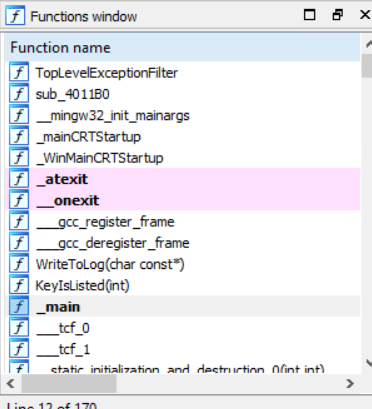 Functions window
Function name
f TopLevelExceptionFilter
f sub_4011B0
f __mingw32_init_mainargs
f _mainCRTStartup
f _WinMainCRTStartup
f _atexit
f __onexit
f ___gcc_register_frame
f ___gcc_deregister_frame
f WriteToLog(char const*)
f KeyIsListed(int)
f _main
f ___tcf_0
f ___tcf_1
f __static_initialization_and_destruction_0(int,int)
Line 12 of 170